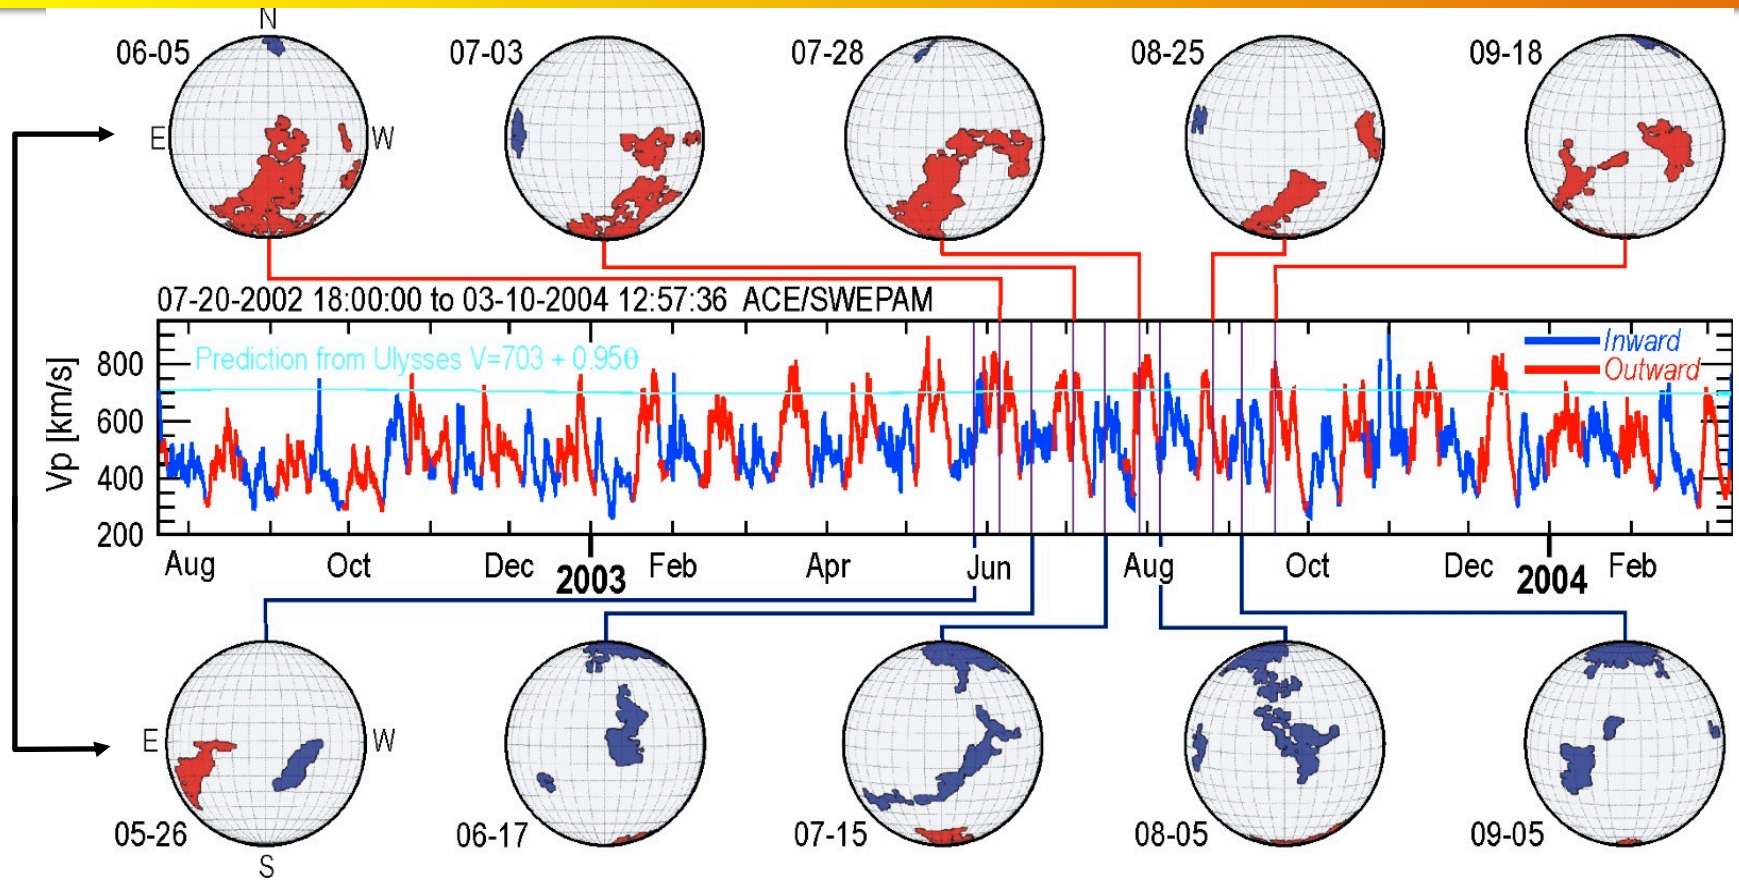 N
06-05
07-03
07-28
08-25
09-18
E
W
07-20-2002 18:00:00 to 03-10-2004 12:57:36 ACE/SWEPAM
Vp [km/s]
800
600
400
200
Prediction from Ulysses V=703 + 0.95θ
Inward
Outward
Aug Oct Dec 2003 Feb Apr Jun Aug Oct Dec 2004 Feb
E
W
05-26
06-17
07-15
08-05
09-05
S